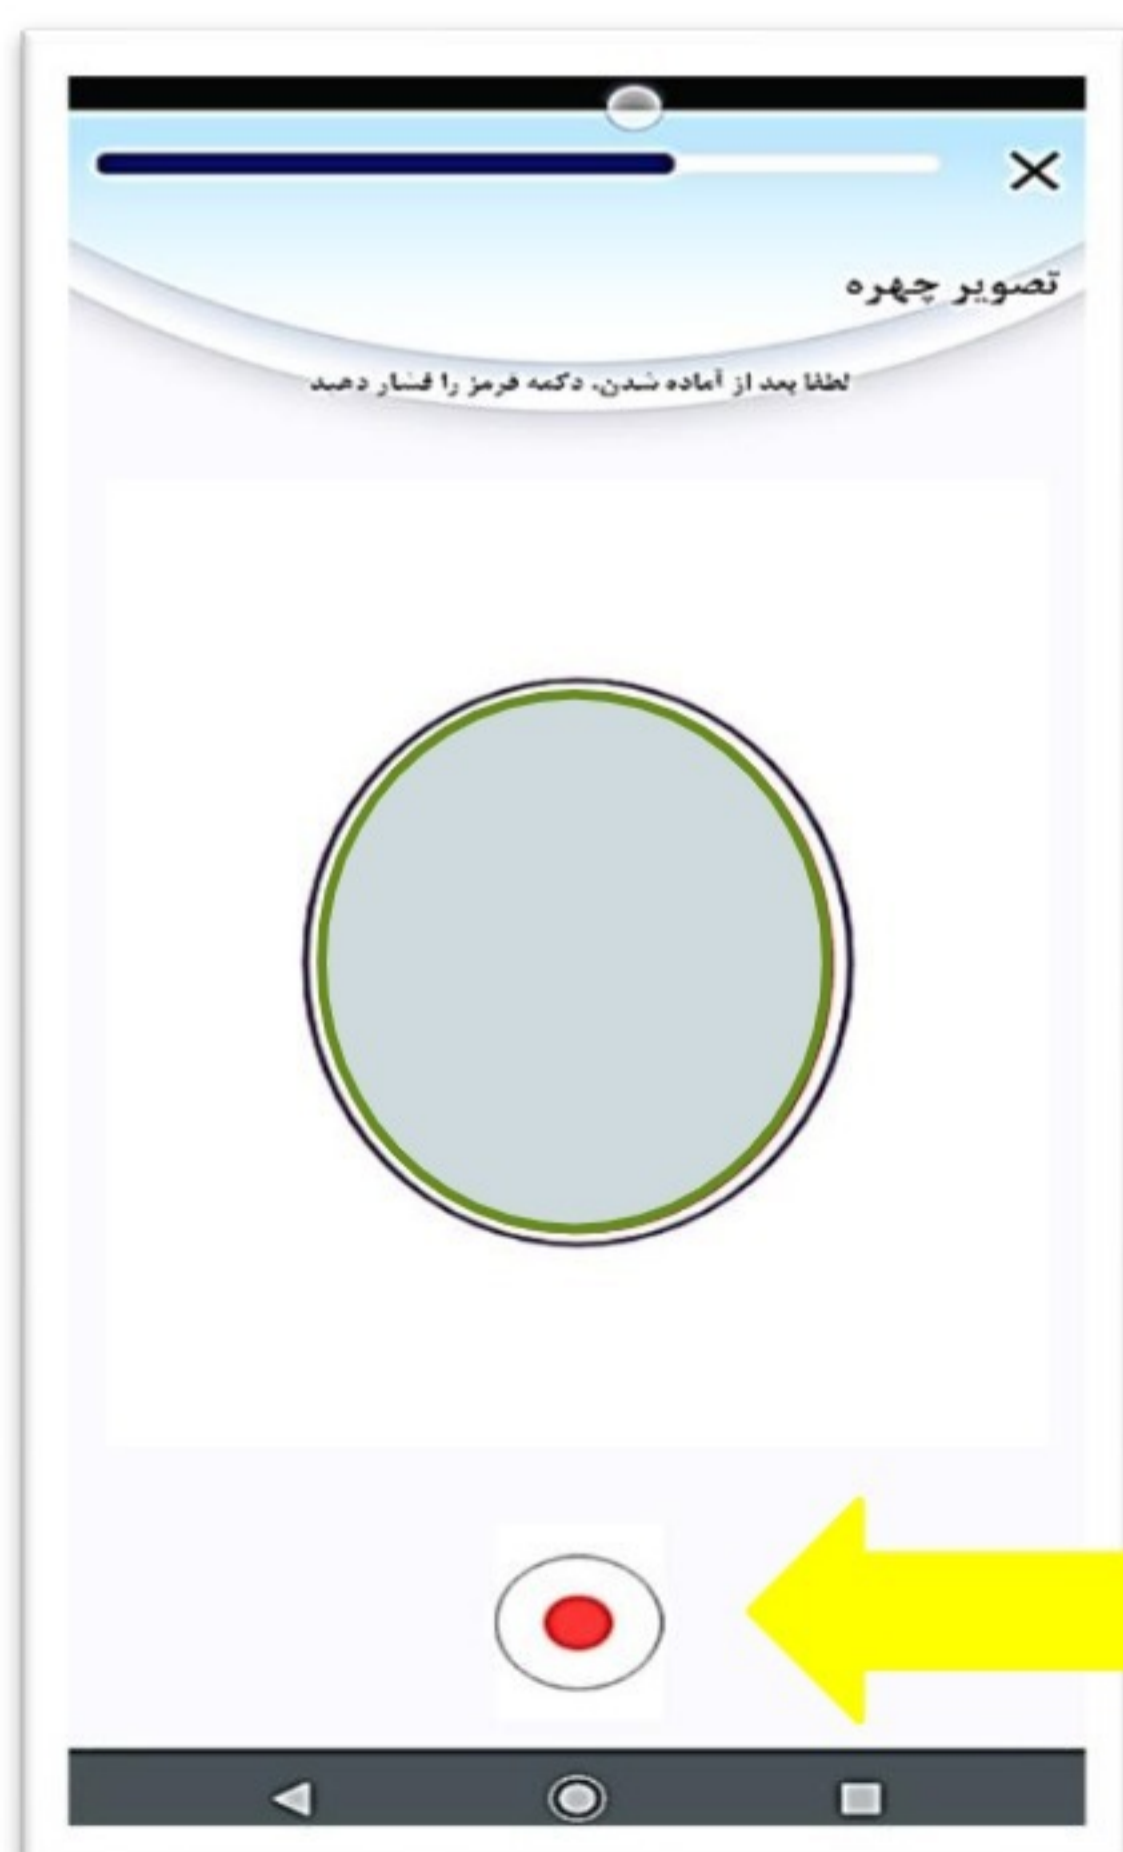 تصویر چهره
لطفا بعد از آماده شدن، دکمه قرمز را فشار دهید